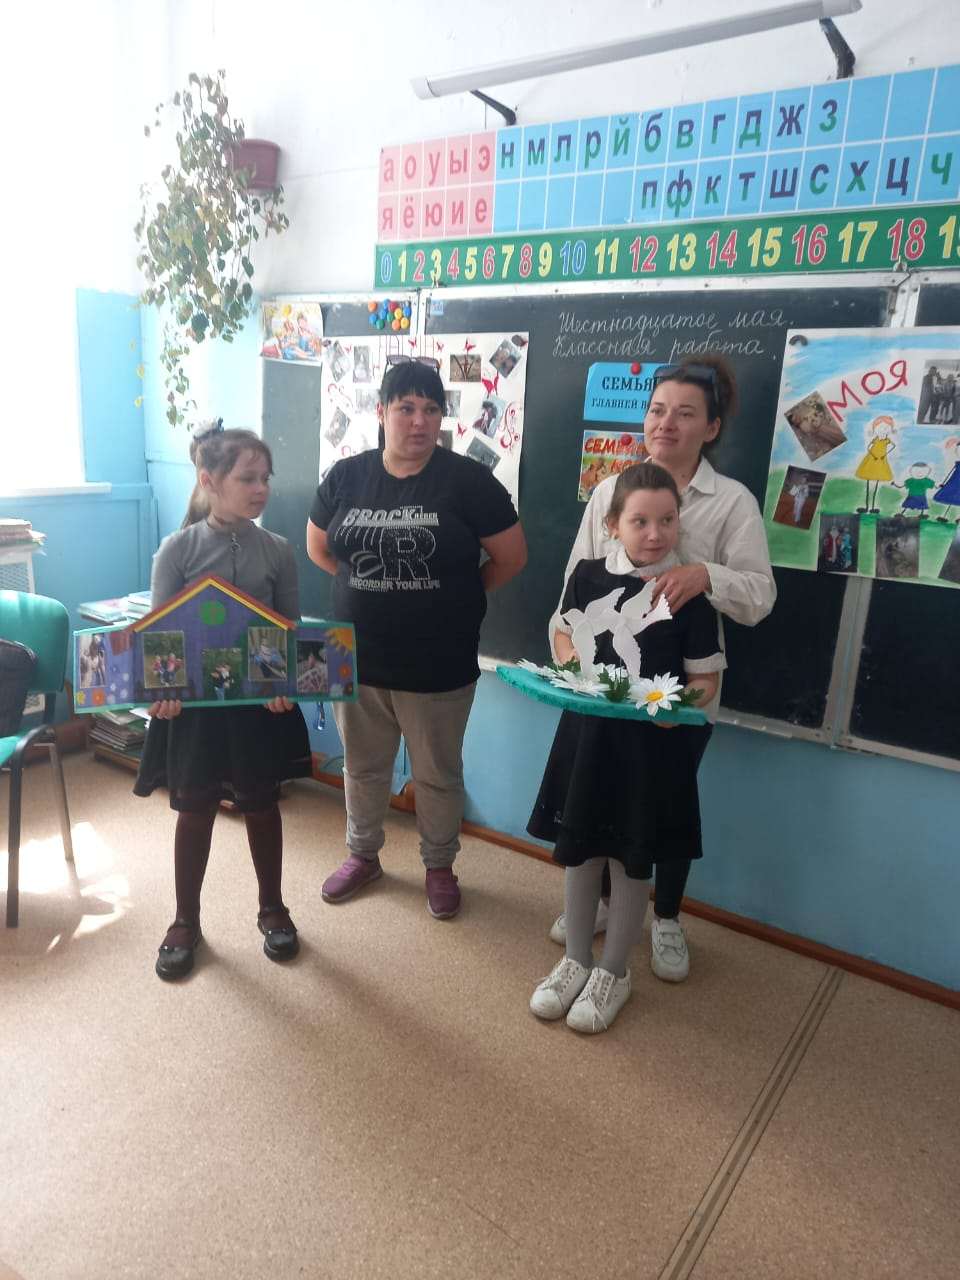 а о у ы э н м л р й б в г д ж з
я ё ю и е п ф к т ш с х ц ч
0 1 2 3 4 5 6 7 8 9 10 11 12 13 14 15 16 17 18
Шестнадцатое мая.
Классная работа
СЕМЬЯ
ГЛАВНЕЙ
МОЯ
BROCK
R
RECORDER YOUR LIFE